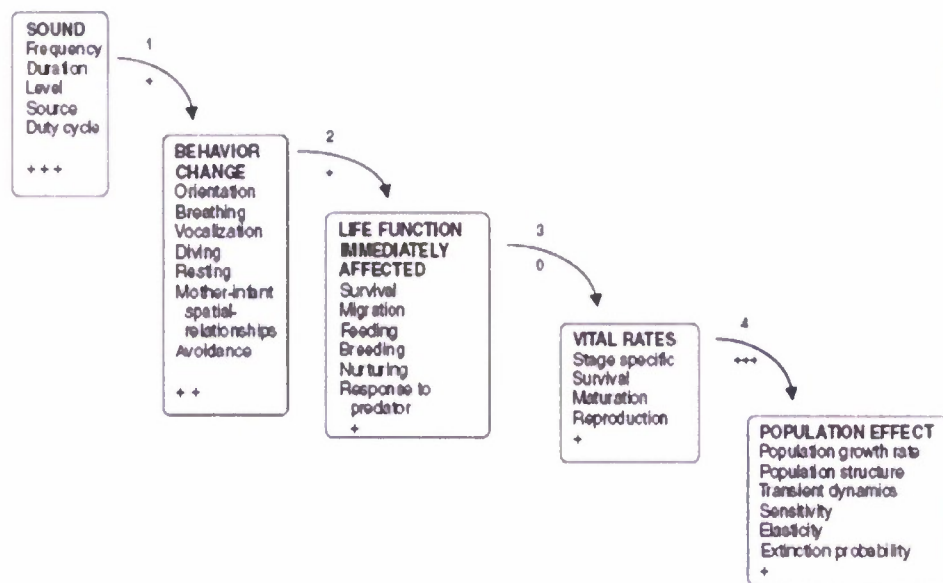 SOUND
Frequency
Duration
Level
Source
Duty cycle
+ + +
1
+
BEHAVIOR
CHANGE
Orientation
Breathing
Vocalization
Diving
Resting
Mother-infant
spatial-
relationships
Avoidance
+ +
2
+
LIFE FUNCTION
IMMEDIATELY
AFFECTED
Survival
Migration
Feeding
Breeding
Nurturing
Response to
predator
+
3
0
VITAL RATES
Stage specific
Survival
Maturation
Reproduction
+
4
+++
POPULATION EFFECT
Population growth rate
Population structure
Transient dynamics
Sensitivity
Elasticity
Extinction probability
+